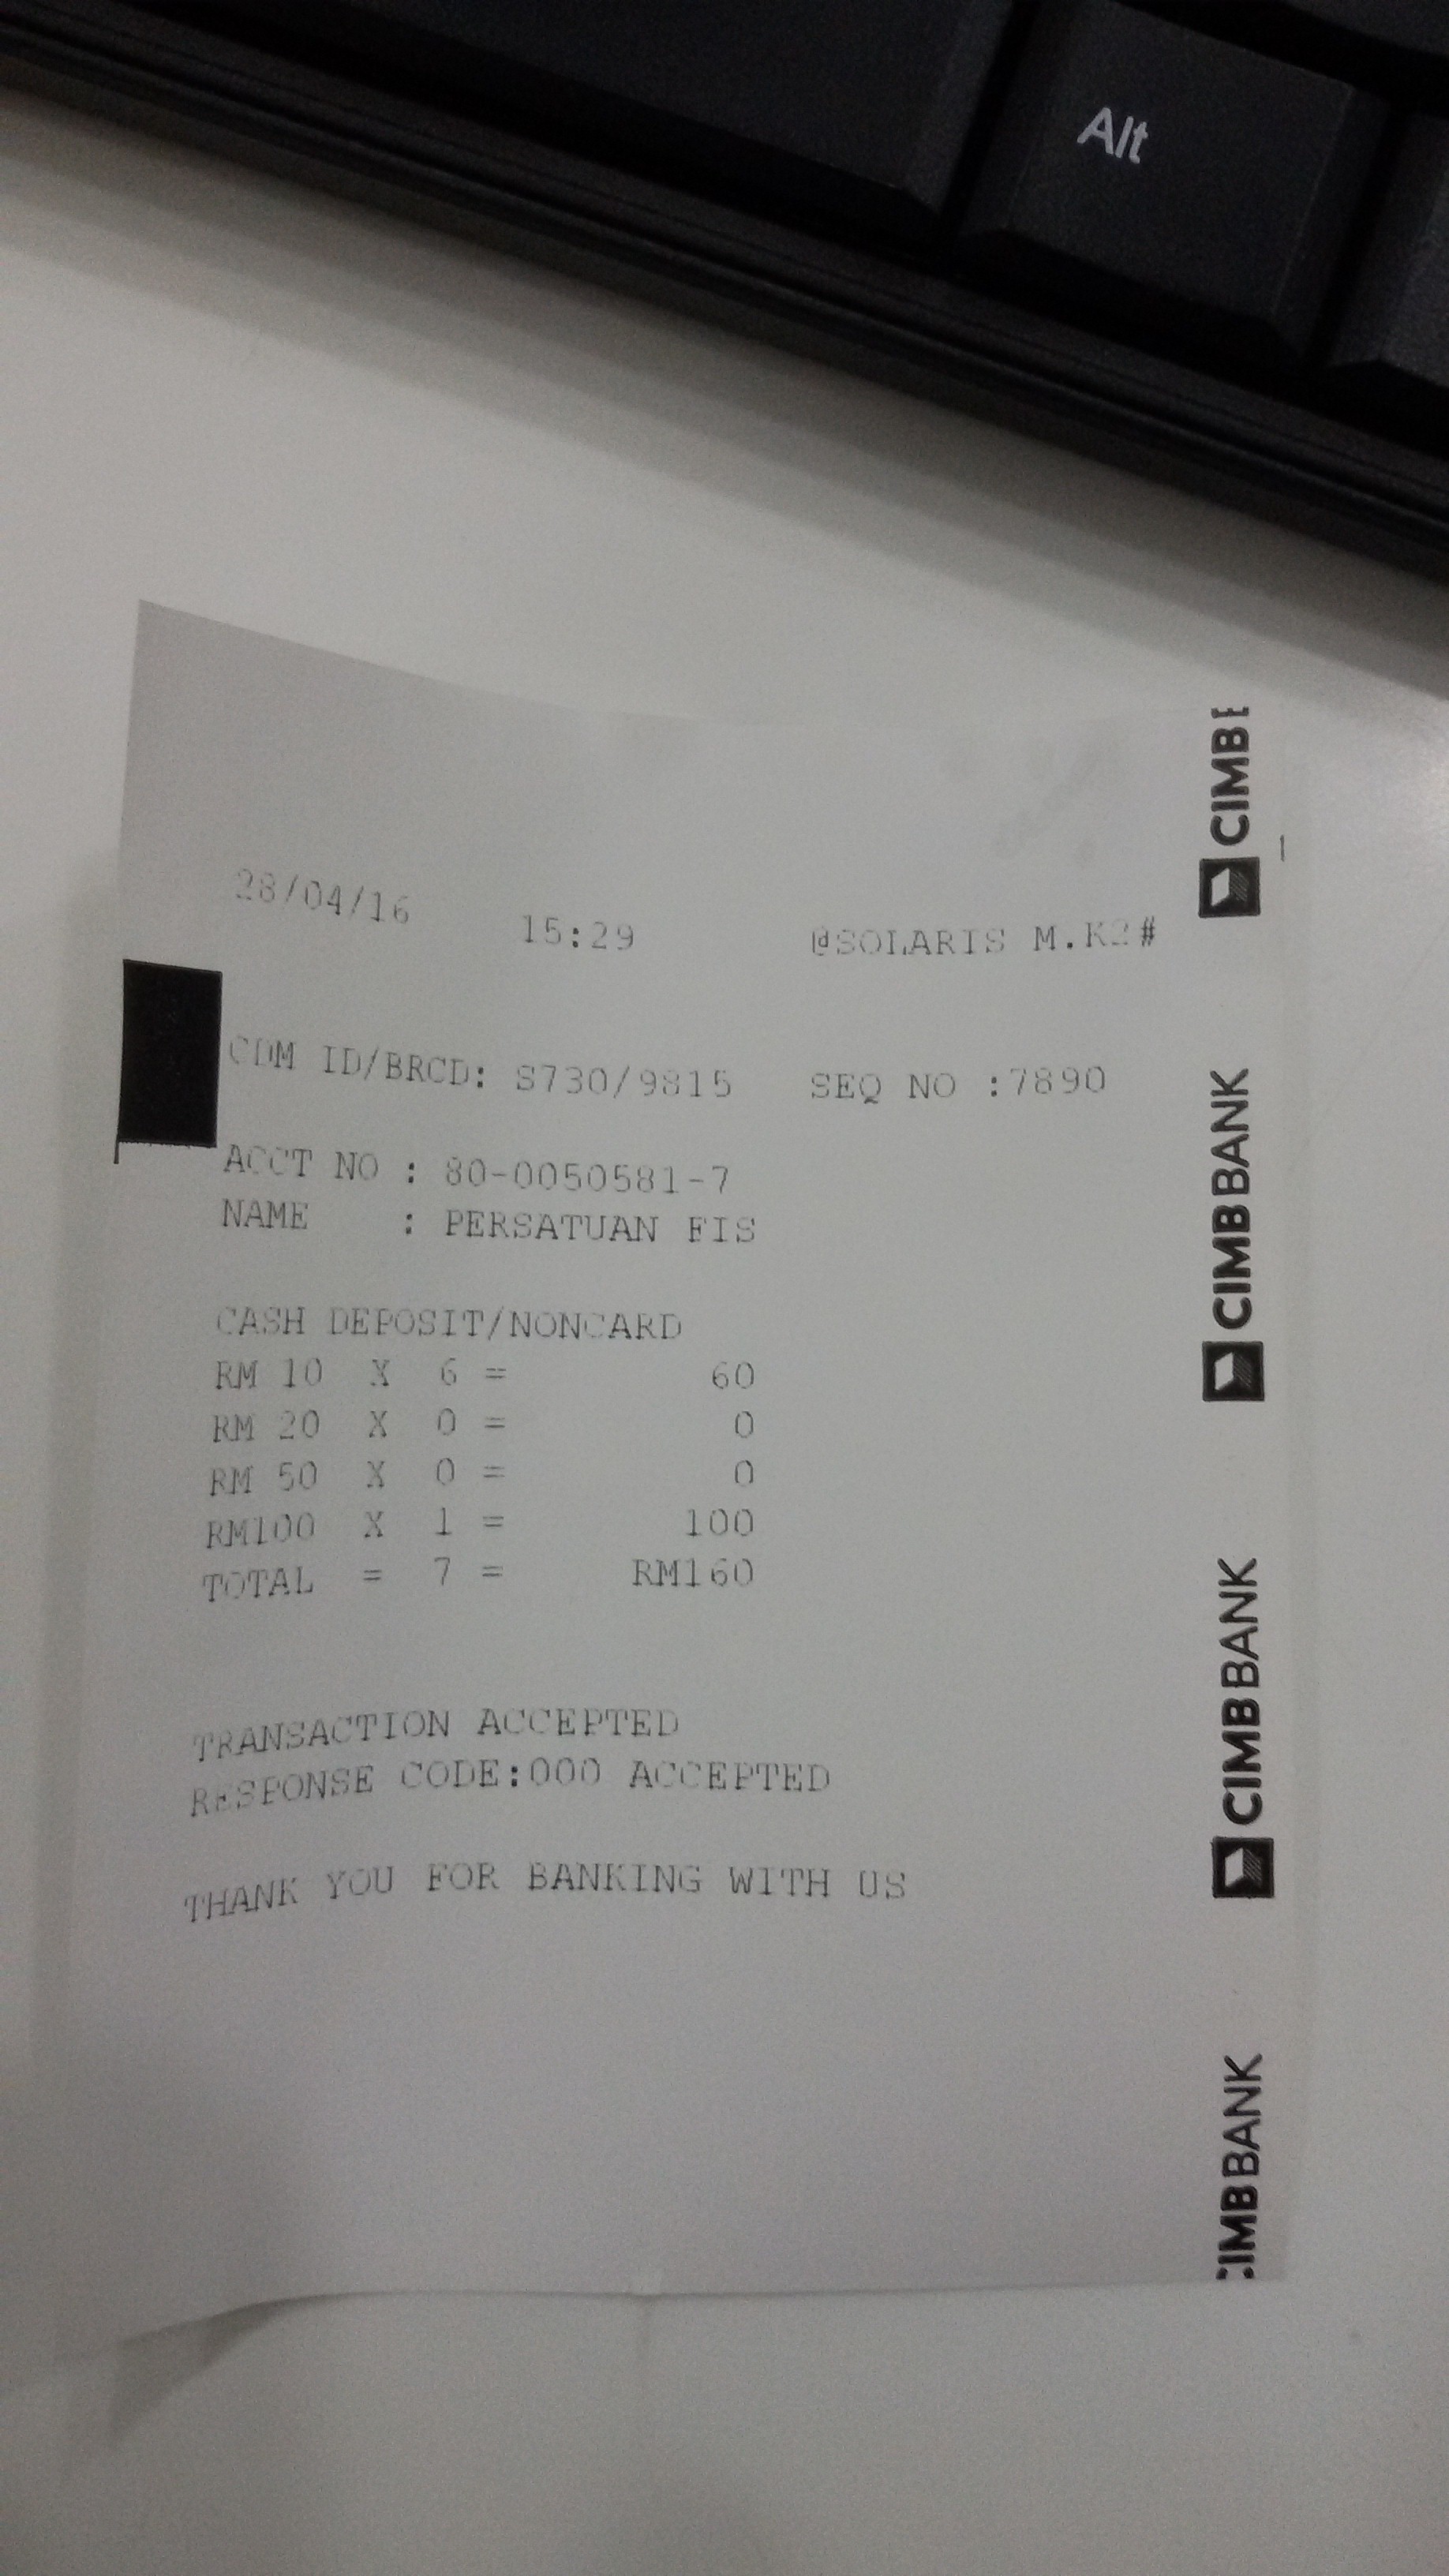 Alt
28/04/16 15:29 @SOLARIS M.K2#
CDM ID/BRCD: S730/9815 SEQ NO :7890
ACCT NO : 80-0050581-7
NAME : PERSATUAN FIS
CASH DEPOSIT/NONCARD
RM 10 X 6 = 60
RM 20 X 0 = 0
RM 50 X 0 = 0
RM100 X 1 = 100
TOTAL = 7 = RM160
TRANSACTION ACCEPTED
RESPONSE CODE:000 ACCEPTED
THANK YOU FOR BANKING WITH US
CIMBB
CIMBBANK
CIMBBANK
CIMBBANK